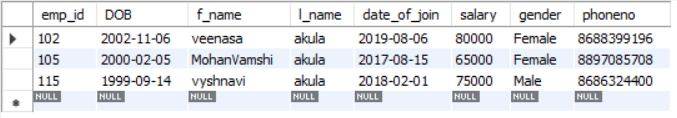 emp_id DOB f_name l_name date_of_join salary gender phoneno
102 2002-11-06 veenasa akula 2019-08-06 80000 Female 8688399196
105 2000-02-05 MohanVamshi akula 2017-08-15 65000 Female 8897085708
115 1999-09-14 vyshnavi akula 2018-02-01 75000 Male 8686324400
NULL NULL NULL NULL NULL NULL NULL NULL